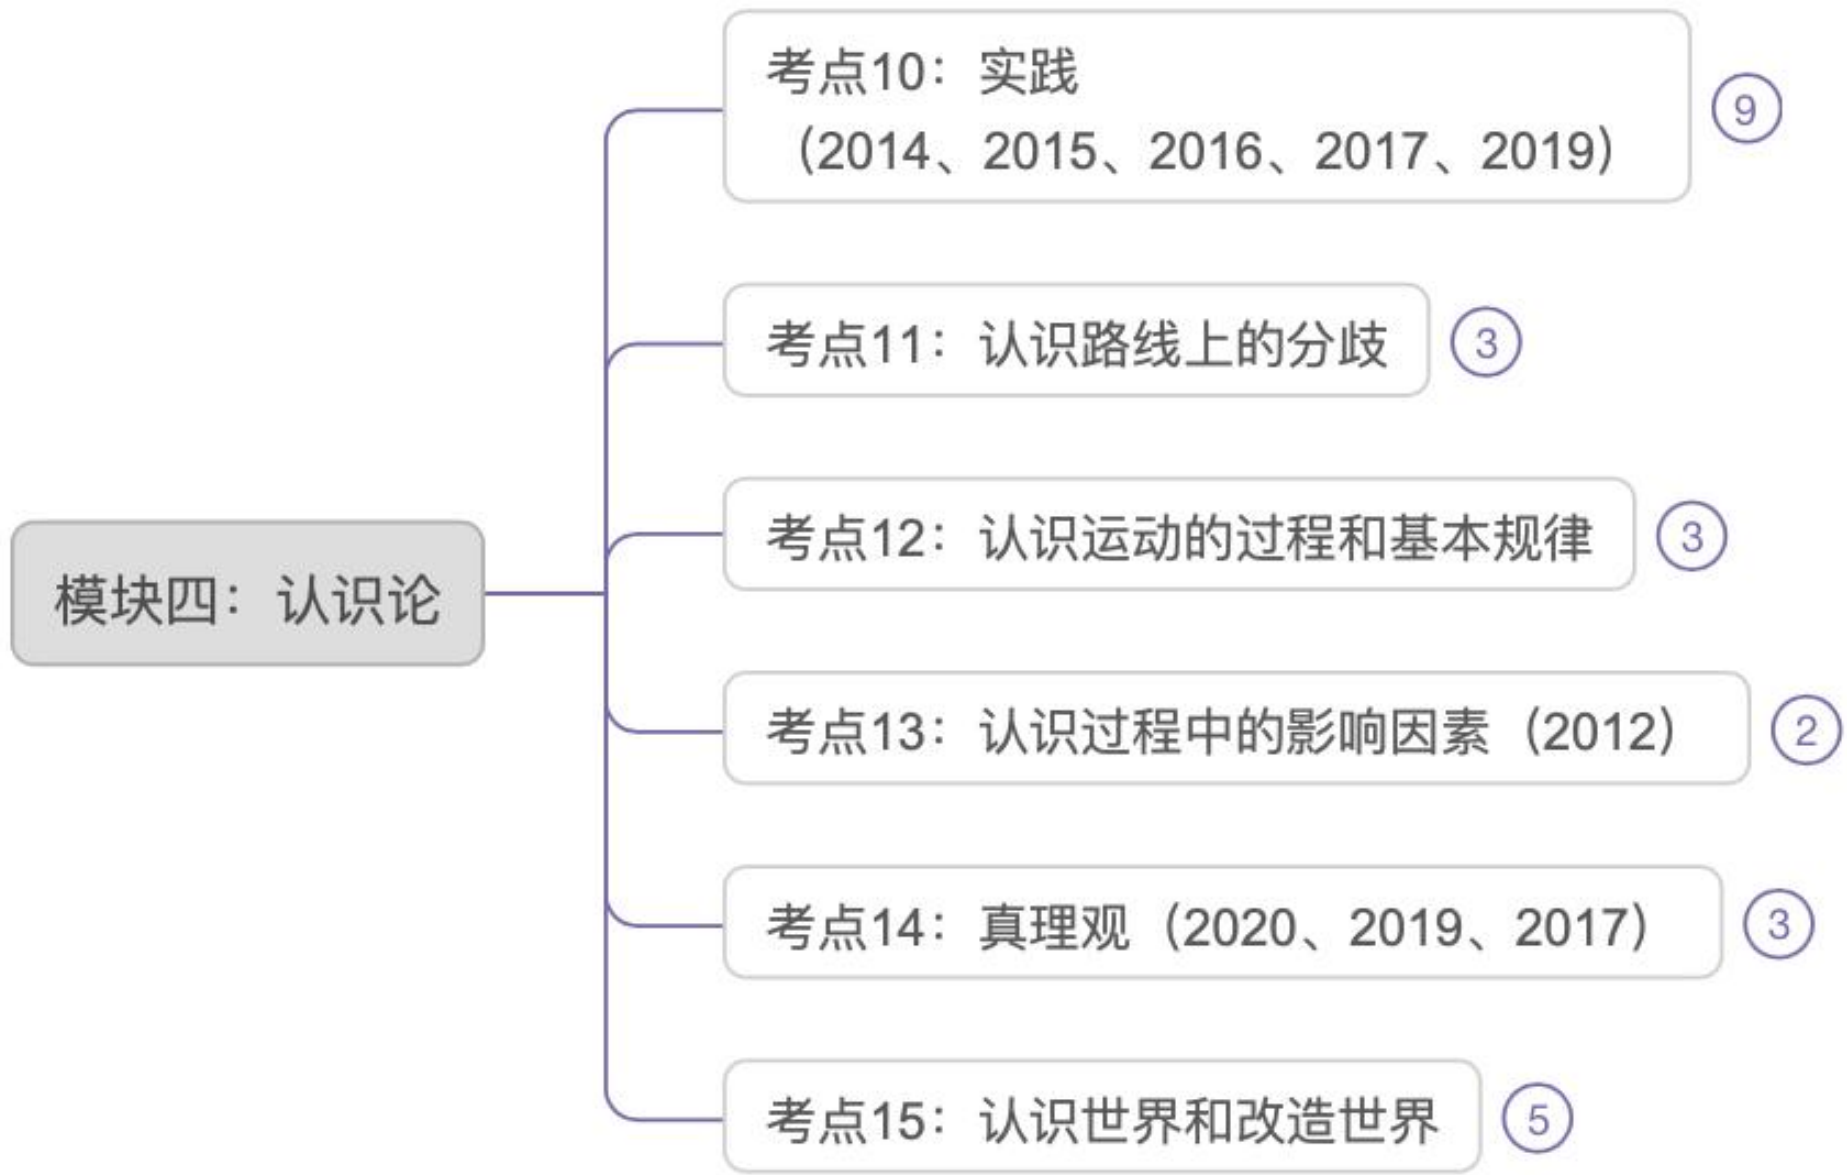 模块四：认识论
考点10：实践
（2014、2015、2016、2017、2019）
9
考点11：认识路线上的分歧
3
考点12：认识运动的过程和基本规律
3
考点13：认识过程中的影响因素（2012）
2
考点14：真理观（2020、2019、2017）
3
考点15：认识世界和改造世界
5